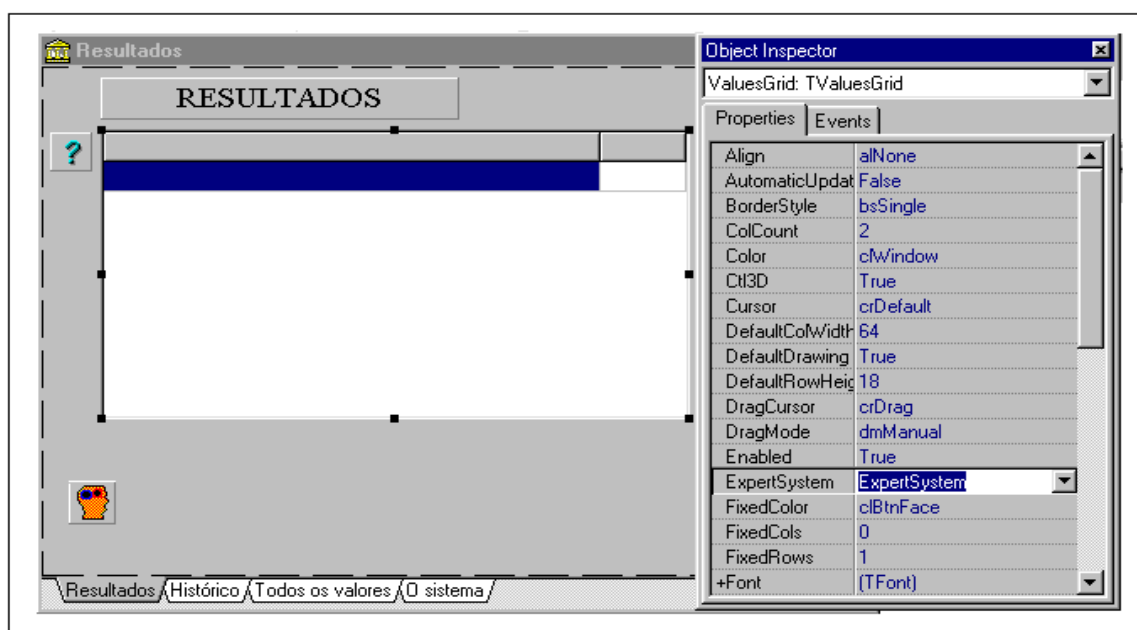 Resultados
RESULTADOS
?
Resultados
Histórico
Todos os valores
O sistema
Object Inspector
ValuesGrid: TValuesGrid
Properties
Events
Align alNone
AutomaticUpdat False
BorderStyle bsSingle
ColCount 2
Color clWindow
Ctl3D True
Cursor crDefault
DefaultColWidth 64
DefaultDrawing True
DefaultRowHeig 18
DragCursor crDrag
DragMode dmManual
Enabled True
ExpertSystem ExpertSystem
FixedColor clBtnFace
FixedCols 0
FixedRows 1
+Font (TFont)